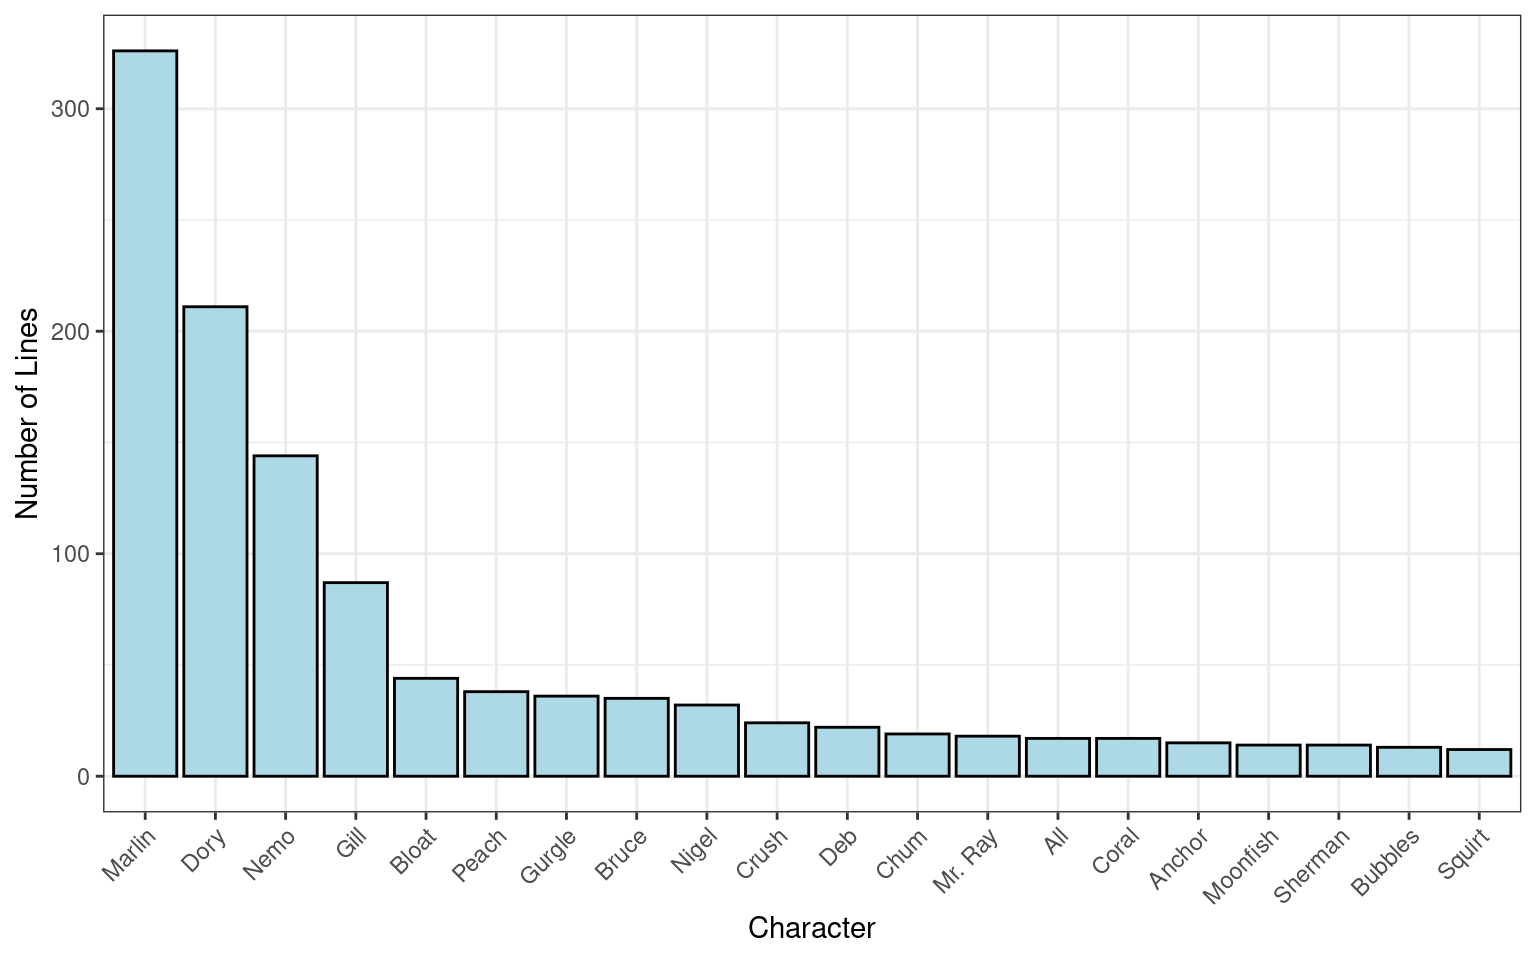 Number of Lines
300
200
100
0
Marlin
Dory
Nemo
Gill
Bloat
Peach
Gurgle
Bruce
Nigel
Crush
Deb
Chum
Mr. Ray
All
Coral
Anchor
Moonfish
Sherman
Bubbles
Squirt
Character